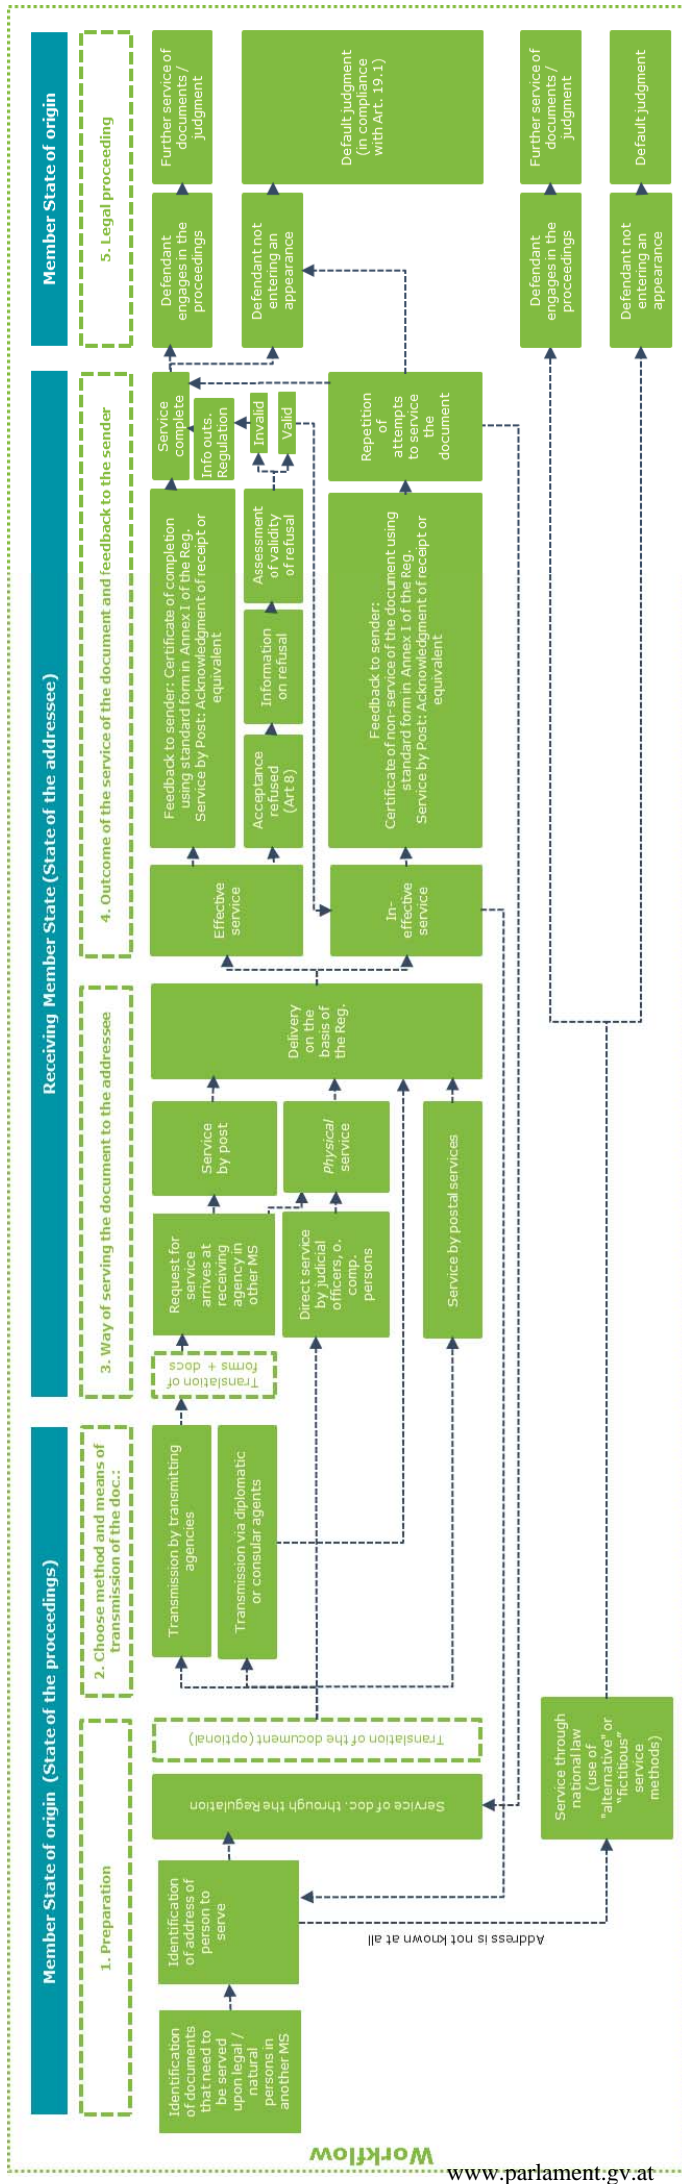 Workflow
Member State of origin (State of the proceedings)
Receiving Member State (State of the addressee)
Member State of origin
1. Preparation
2. Choose method and means of
transmission of the doc.:
3. Way of serving the document to the addressee
4. Outcome of the service of the document and feedback to the sender
5. Legal proceeding
Identification
of documents
that need to
be served
upon legal /
natural
persons in
another MS
Identification
of address of
person to
serve
Address is not known at all
Service of doc. through the Regulation
Translation of the document (optional)
Service through
national law
(use of
"alternative" or
"fictitious"
service
methods)
Transmission by transmitting
agencies
Transmission via diplomatic
or consular agents
Translation of
forms + docs
Request for
service
arrives at
receiving
agency in
other MS
Direct service
by judicial
officers, o.
comp.
persons
Service by postal services
Service
by post
Physical
service
Delivery
on the
basis of
the Reg.
Effective
service
In-
effective
service
Feedback to sender: Certificate of completion
using standard form in Annex I of the Reg.
Service by Post: Acknowledgment of receipt or
equivalent
Acceptance
refused
(Art 8)
Information
on refusal
Assessment
of validity
of refusal
Feedback to sender:
Certificate of non-service of the document using
standard form in Annex I of the Reg.
Service by Post: Acknowledgment of receipt or
equivalent
Service
complete
Info outs.
Regulation
Invalid
Valid
Repetition
of
attempts
to service
the
document
Defendant
engages in the
proceedings
Defendant not
entering an
appearance
Defendant
engages in the
proceedings
Defendant not
entering an
appearance
Further service of
documents /
judgment
Default judgment
(in compliance
with Art. 19.1)
Further service of
documents /
judgment
Default judgment
www.parlament.gv.at